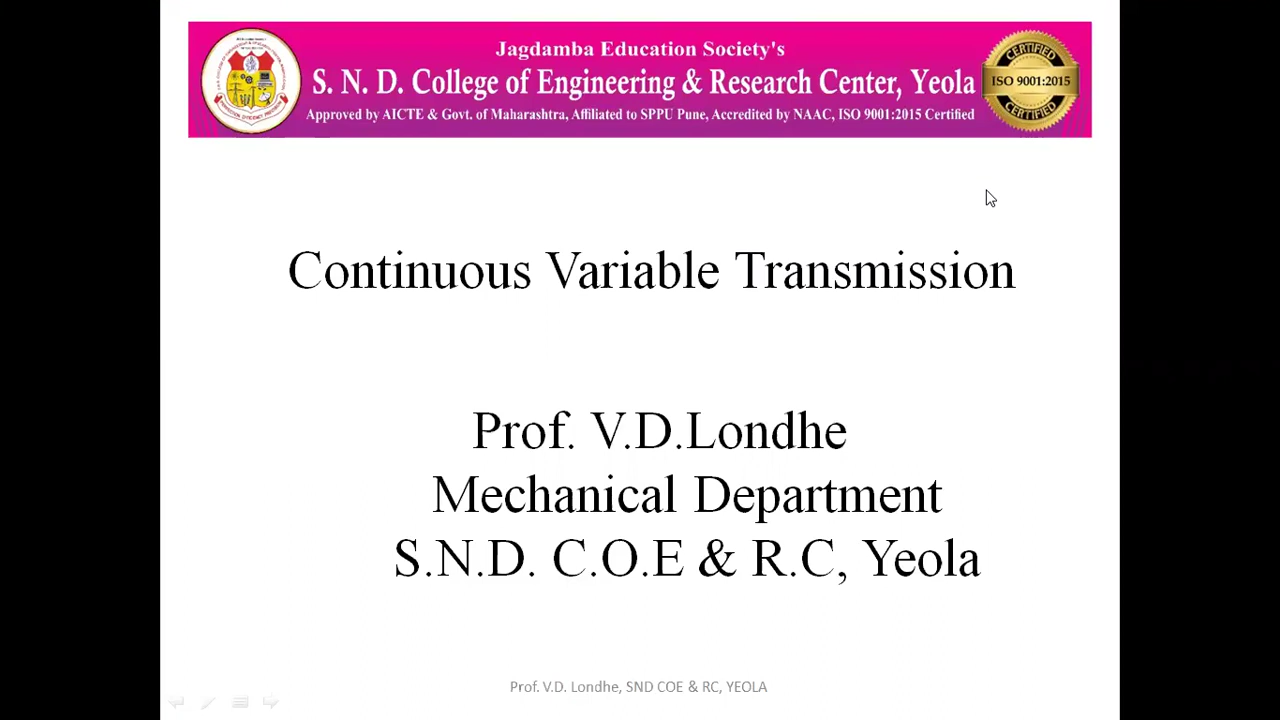 Jagdamba Education Society's
S. N. D. College of Engineering & Research Center, Yeola
Approved by AICTE & Govt. of Maharashtra, Affiliated to SPPU Pune, Accredited by NAAC, ISO 9001:2015 Certified
CERTIFIED
ISO 9001:2015
CERTIFIED
Continuous Variable Transmission
Prof. V.D.Londhe
Mechanical Department
S.N.D. C.O.E & R.C, Yeola
Prof. V.D. Londhe, SND COE & RC, YEOLA